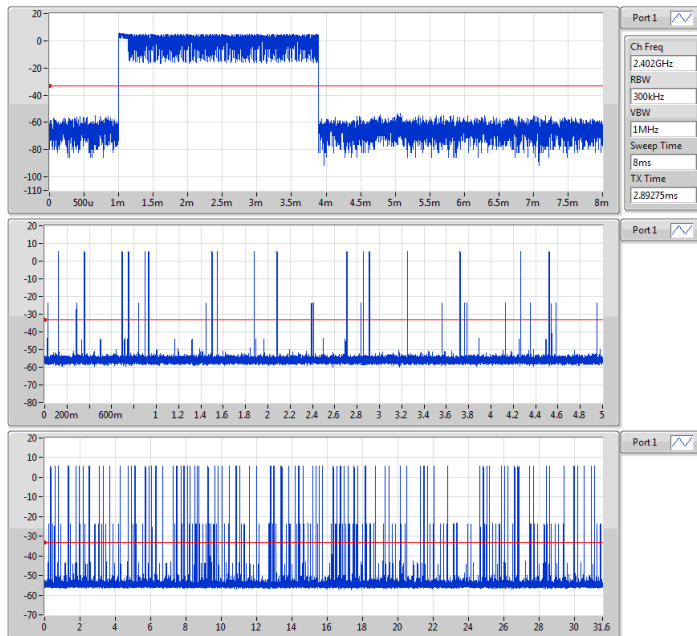 Port 1
20
0
-20
-40
-60
-80
-100
-110
0 500u 1m 1.5m 2m 2.5m 3m 3.5m 4m 4.5m 5m 5.5m 6m 6.5m 7m 7.5m 8m
Ch Freq
2.402GHz
RBW
300kHz
VBW
1MHz
Sweep Time
8ms
TX Time
2.89275ms
Port 1
20
10
0
-10
-20
-30
-40
-50
-60
-70
-80
0 200m 600m 1 1.2 1.4 1.6 1.8 2 2.2 2.4 2.6 2.8 3 3.2 3.4 3.6 3.8 4 4.2 4.4 4.6 4.8 5
Port 1
20
10
0
-10
-20
-30
-40
-50
-60
-70
0 2 4 6 8 10 12 14 16 18 20 22 24 26 28 30 31.6